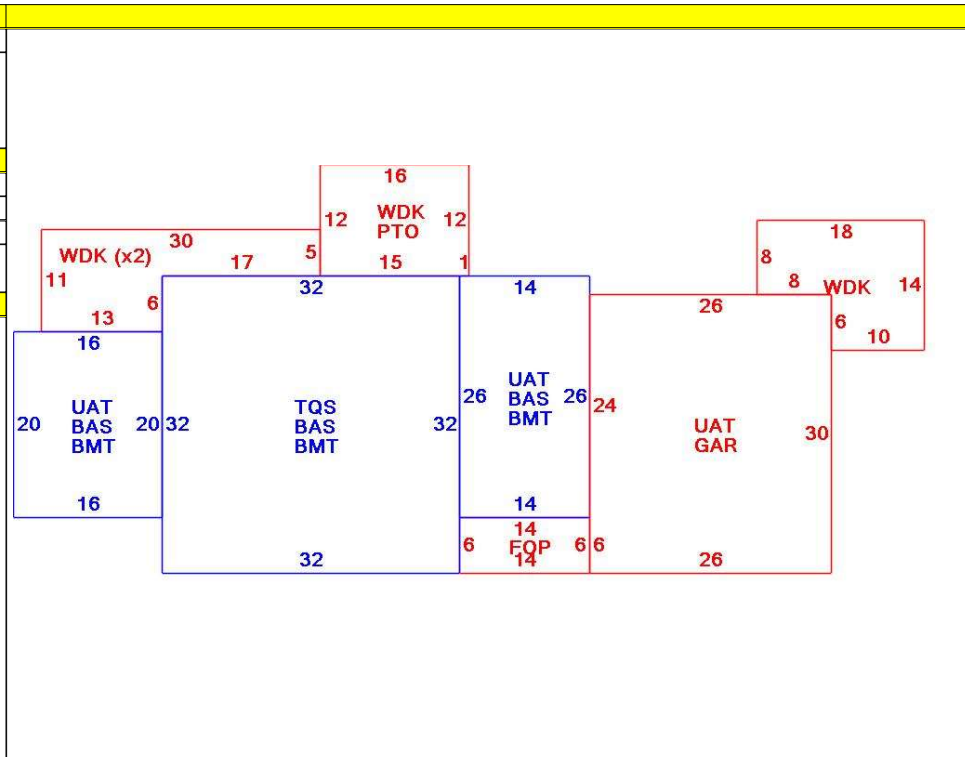 16
12 WDK 12
PTO
18
30
WDK (x2)
17 5 15 1
8
8 WDK 14
11
13 6
32 14
26
6
10
16
20 UAT 20
BAS
BMT
32 TQS 32
BAS
BMT
26 UAT 26
BAS
BMT
24 UAT
GAR
30
16
14
14
6 FOP 6 6
14
32
26